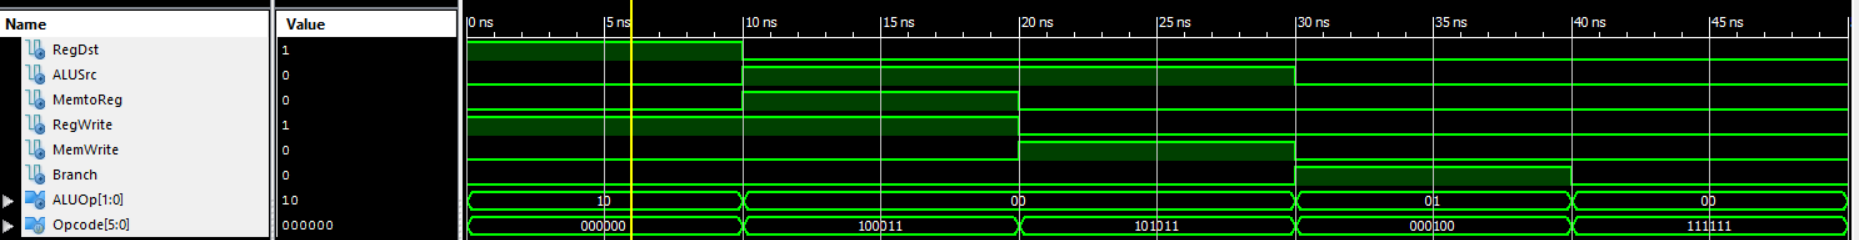 Name Value 0 ns 5 ns 10 ns 15 ns 20 ns 25 ns 30 ns 35 ns 40 ns 45 ns
RegDst 1
ALUSrc 0
MemtoReg 0
RegWrite 1
MemWrite 0
Branch 0
ALUOp[1:0] 10 10 00 01 00
Opcode[5:0] 000000 000000 100011 101011 000100 111111